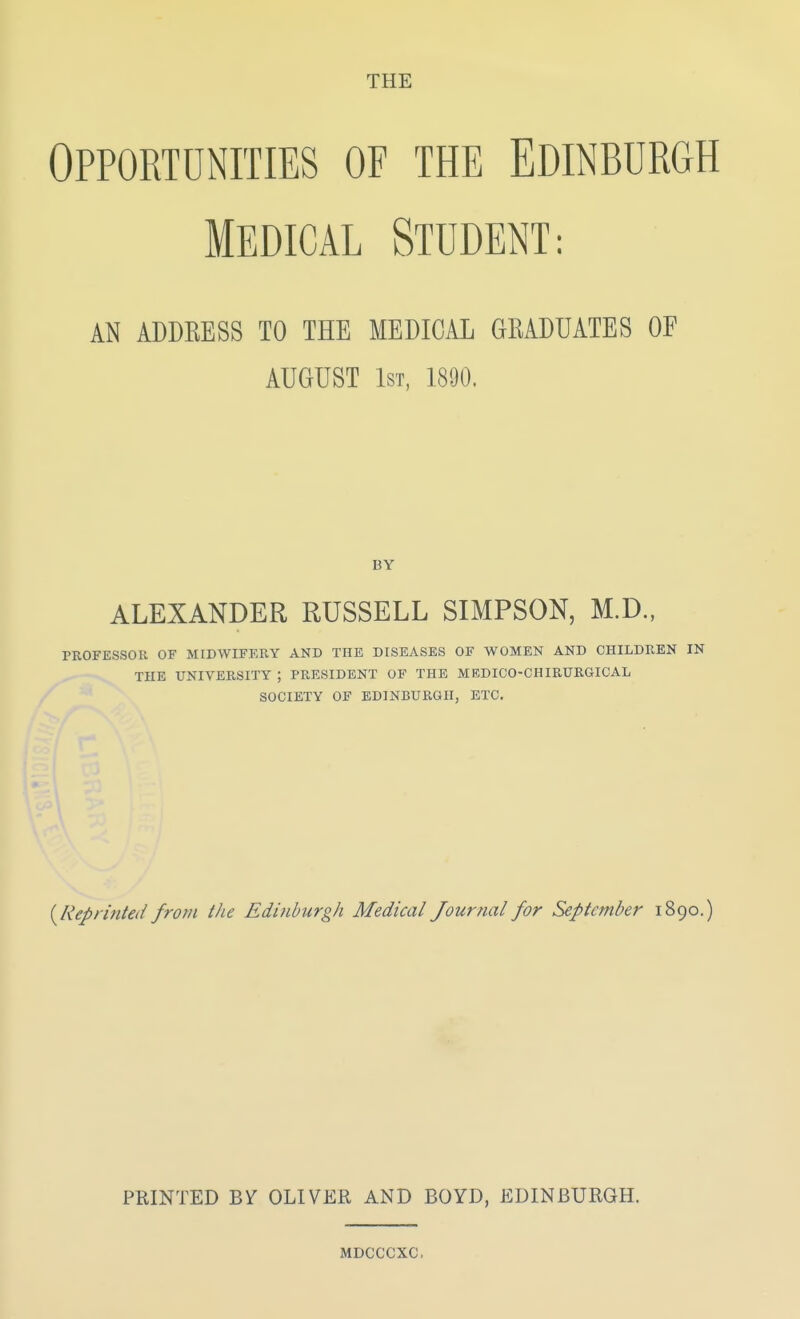 THE
OPPORTUNITIES OF THE EDINBURGH
MEDICAL STUDENT:
AN ADDRESS TO THE MEDICAL GRADUATES OF
AUGUST 1ST, 1890.
BY
ALEXANDER RUSSELL SIMPSON, M.D.,
PROFESSOR OF MIDWIFERY AND THE DISEASES OF WOMEN AND CHILDREN IN
THE UNIVERSITY ; PRESIDENT OF THE MEDICO-CHIRURGICAL
SOCIETY OF EDINBURGH, ETC.
LIBRARY
(Reprinted from the Edinburgh Medical Journal for September 1890.)
PRINTED BY OLIVER AND BOYD, EDINBURGH.
MDCCCXC.